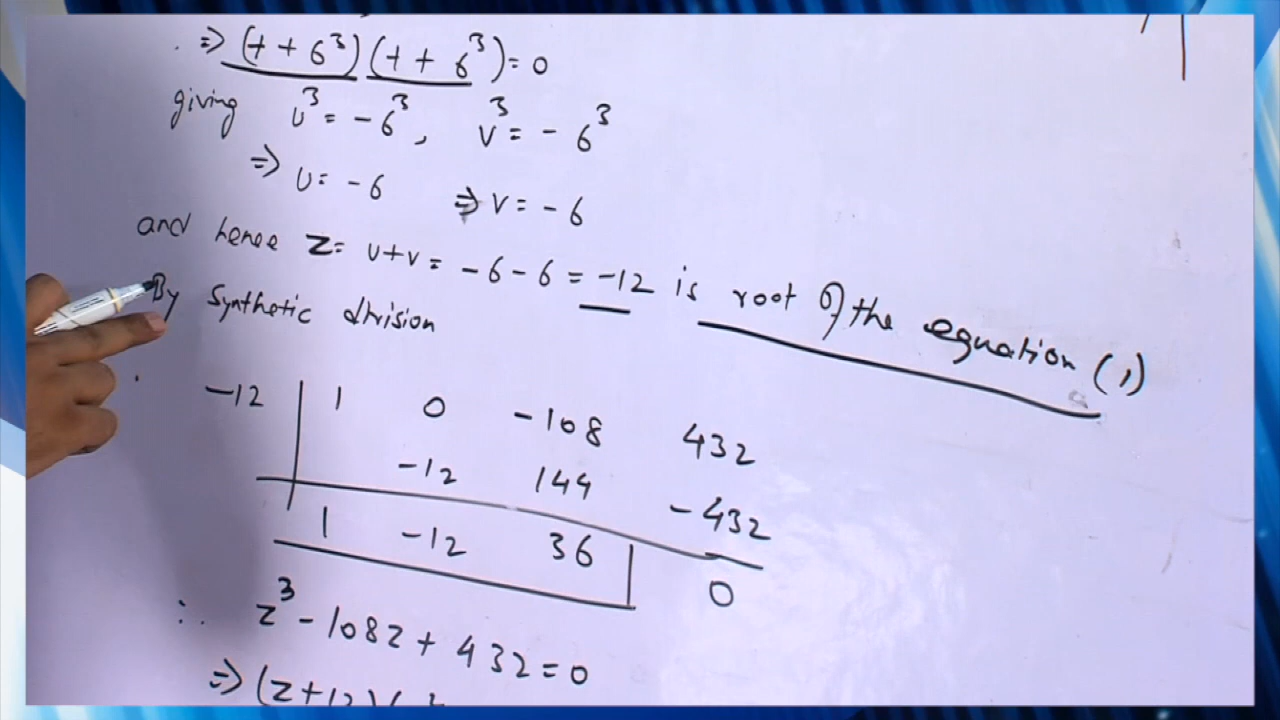 ⇒ (t + 6³)(t + 6³) = 0
giving u³ = -6³, v³ = -6³
⇒ u = -6 ⇒ v = -6
and hence z = u+v = -6-6 = -12 is root of the equation (1)
By Synthetic division
-12 | 1 0 -108 432
-12 144 -432
1 -12 36 | 0
∴ z³ - 108z + 432 = 0
⇒ (z+12)(